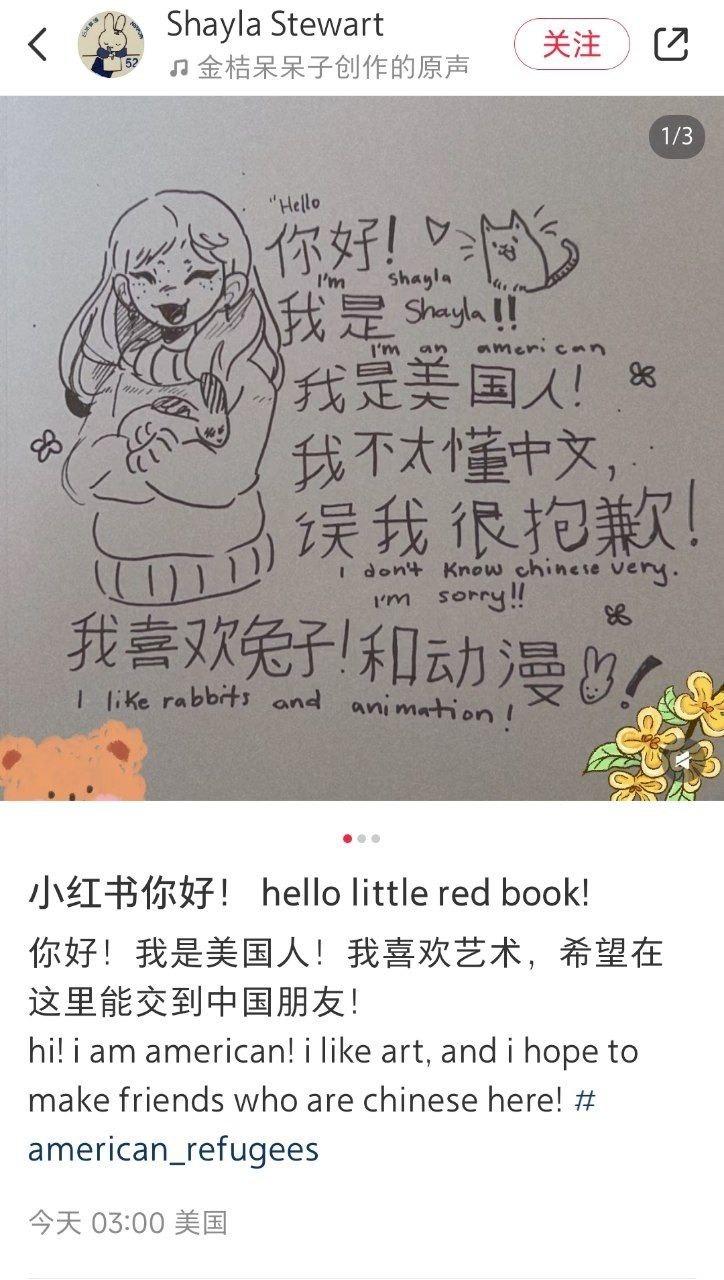 Shayla Stewart
关注
金桔呆呆子创作的原声
52
1/3
"Hello
你好!
I'm shayla
我是 Shayla!!
I'm an american
我是美国人!
我不太懂中文,
误我很抱歉!
I don't know chinese very.
I'm sorry!!
我喜欢兔子!和动漫!
I like rabbits and animation!
小红书你好! hello little red book!
你好!我是美国人!我喜欢艺术,希望在
这里能交到中国朋友!
hi! i am american! i like art, and i hope to
make friends who are chinese here! #
american_refugees
今天 03:00 美国